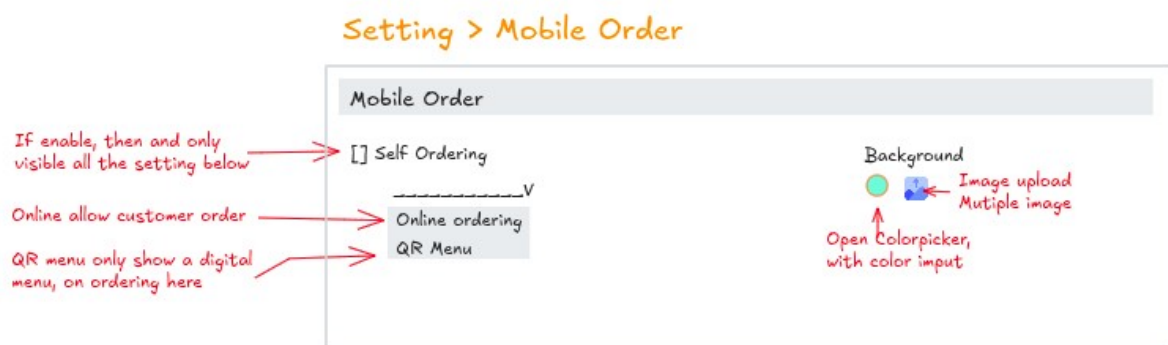 Setting > Mobile Order
Mobile Order
If enable, then and only
visible all the setting below
[] Self Ordering
Background
____________V
Image upload
Mutiple image
Online allow customer order
Online ordering
QR Menu
Open Colorpicker,
with color imput
QR menu only show a digital
menu, on ordering here